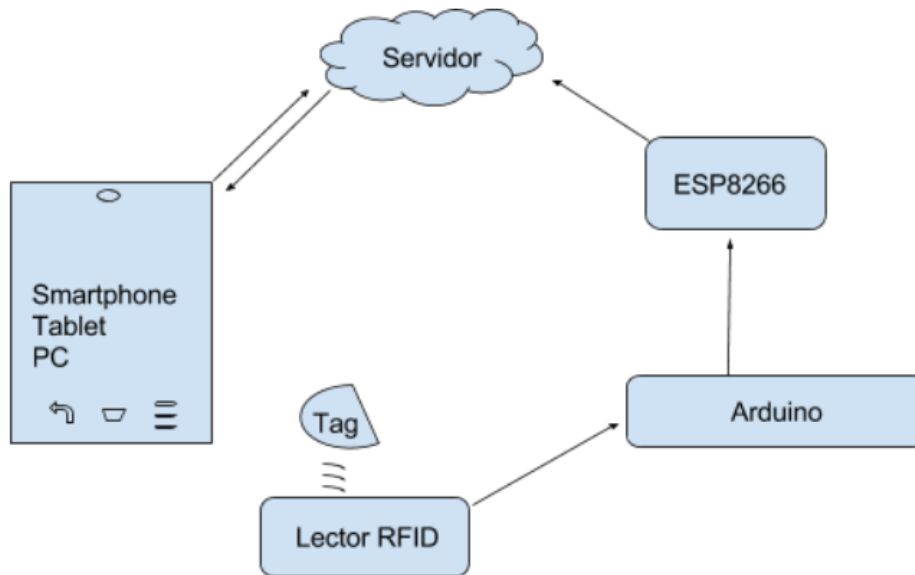 Servidor
ESP8266
Smartphone
Tablet
PC
Tag
Arduino
Lector RFID